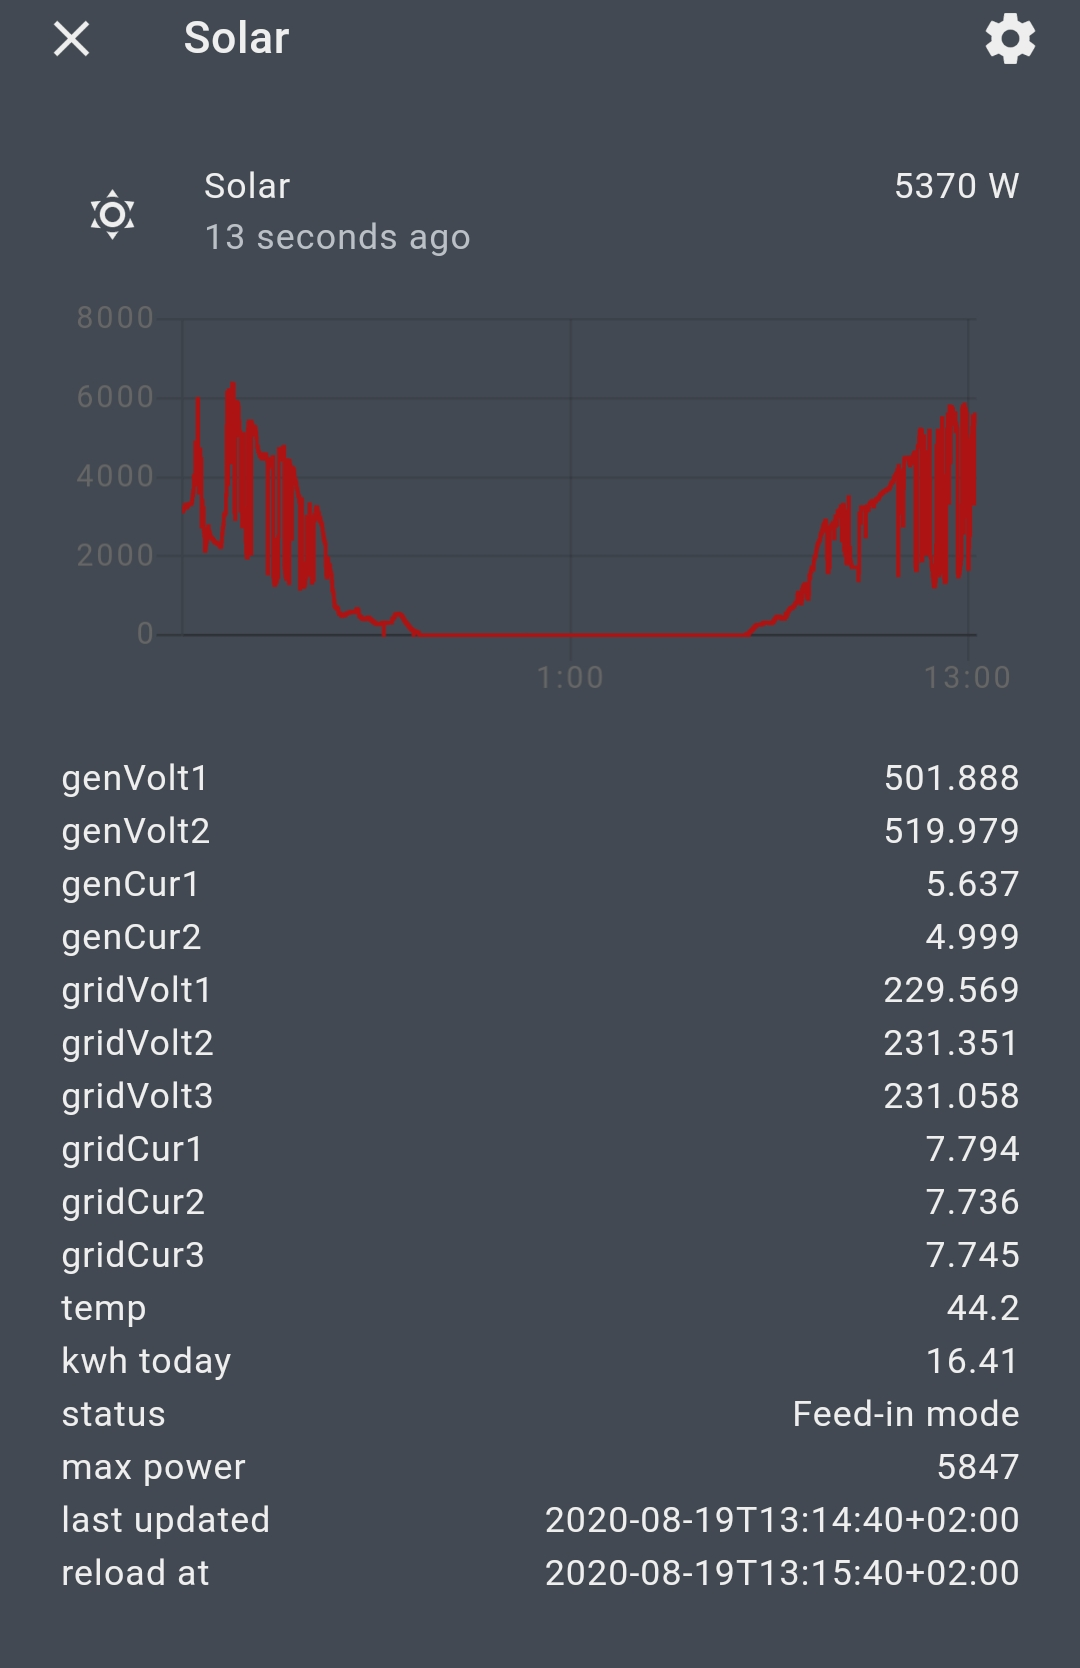 Solar
Solar 5370 W
13 seconds ago
8000
6000
4000
2000
0
1:00 13:00
genVolt1 501.888
genVolt2 519.979
genCur1 5.637
genCur2 4.999
gridVolt1 229.569
gridVolt2 231.351
gridVolt3 231.058
gridCur1 7.794
gridCur2 7.736
gridCur3 7.745
temp 44.2
kwh today 16.41
status Feed-in mode
max power 5847
last updated 2020-08-19T13:14:40+02:00
reload at 2020-08-19T13:15:40+02:00